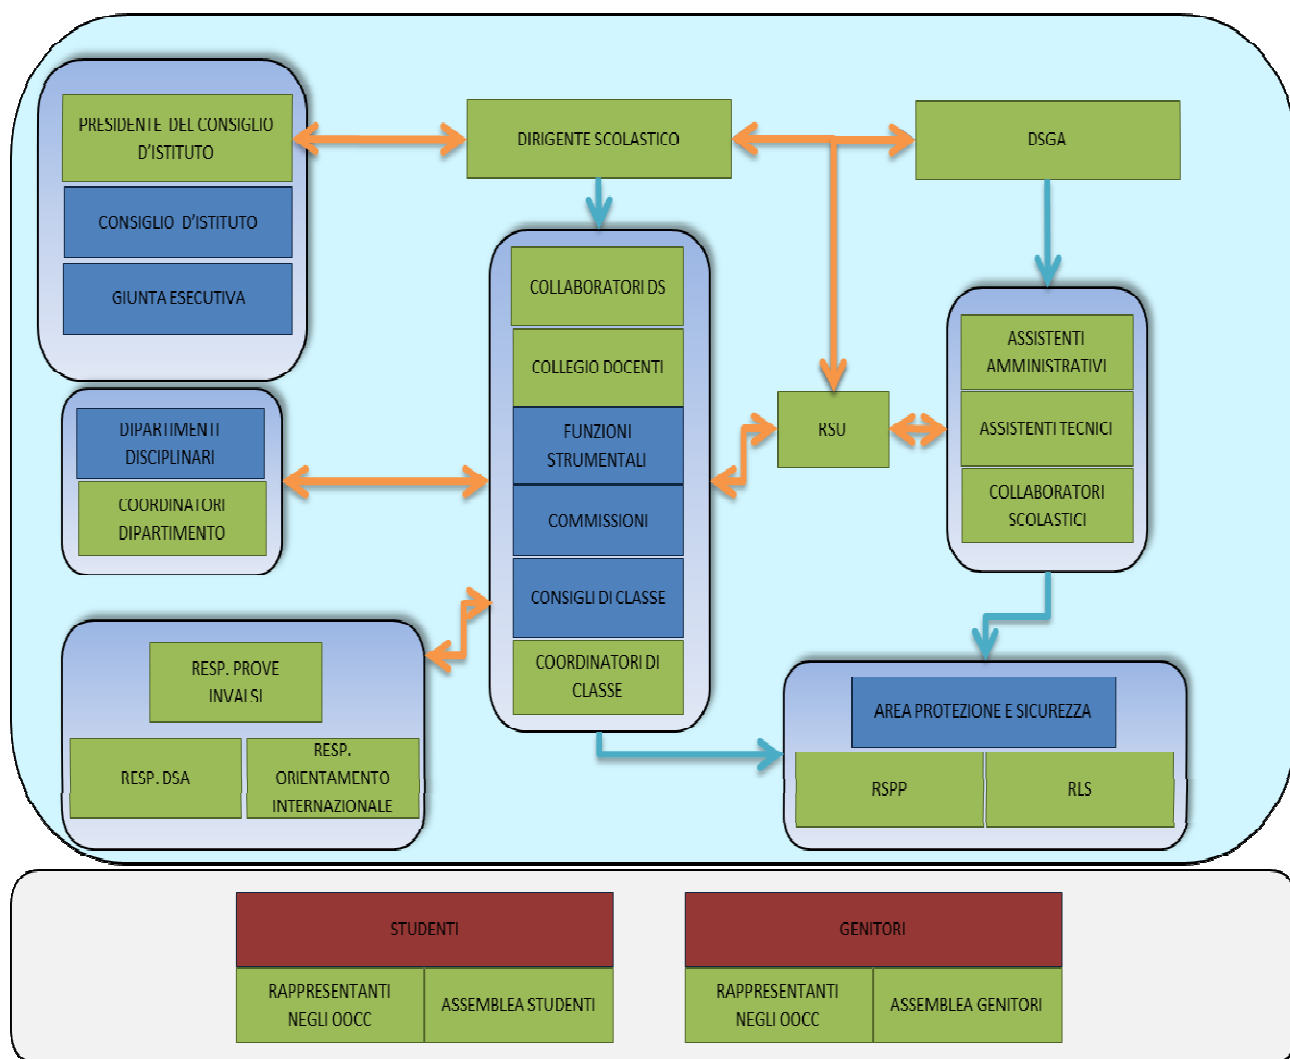 PRESIDENTE DEL CONSIGLIO
D'ISTITUTO
CONSIGLIO D'ISTITUTO
GIUNTA ESECUTIVA
DIRIGENTE SCOLASTICO
DSGA
COLLABORATORI DS
COLLEGIO DOCENTI
FUNZIONI
STRUMENTALI
COMMISSIONI
CONSIGLI DI CLASSE
COORDINATORI DI
CLASSE
RSU
ASSISTENTI
AMMINISTRATIVI
ASSISTENTI TECNICI
COLLABORATORI
SCOLASTICI
DIPARTIMENTI
DISCIPLINARI
COORDINATORI
DIPARTIMENTO
RESP. PROVE
INVALSI
RESP. DSA
RESP.
ORIENTAMENTO
INTERNAZIONALE
AREA PROTEZIONE E SICUREZZA
RSPP
RLS
STUDENTI
RAPPRESENTANTI
NEGLI OOCC
ASSEMBLEA STUDENTI
GENITORI
RAPPRESENTANTI
NEGLI OOCC
ASSEMBLEA GENITORI